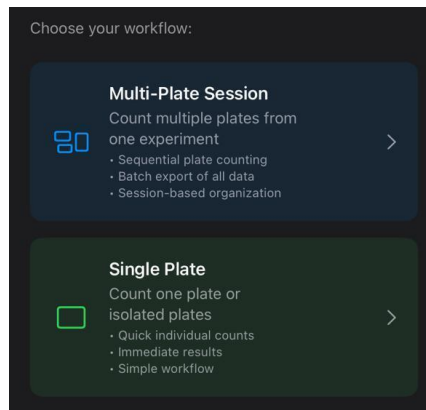 Choose your workflow:
Multi-Plate Session
Count multiple plates from
one experiment
• Sequential plate counting
• Batch export of all data
• Session-based organization
Single Plate
Count one plate or
isolated plates
• Quick individual counts
• Immediate results
• Simple workflow